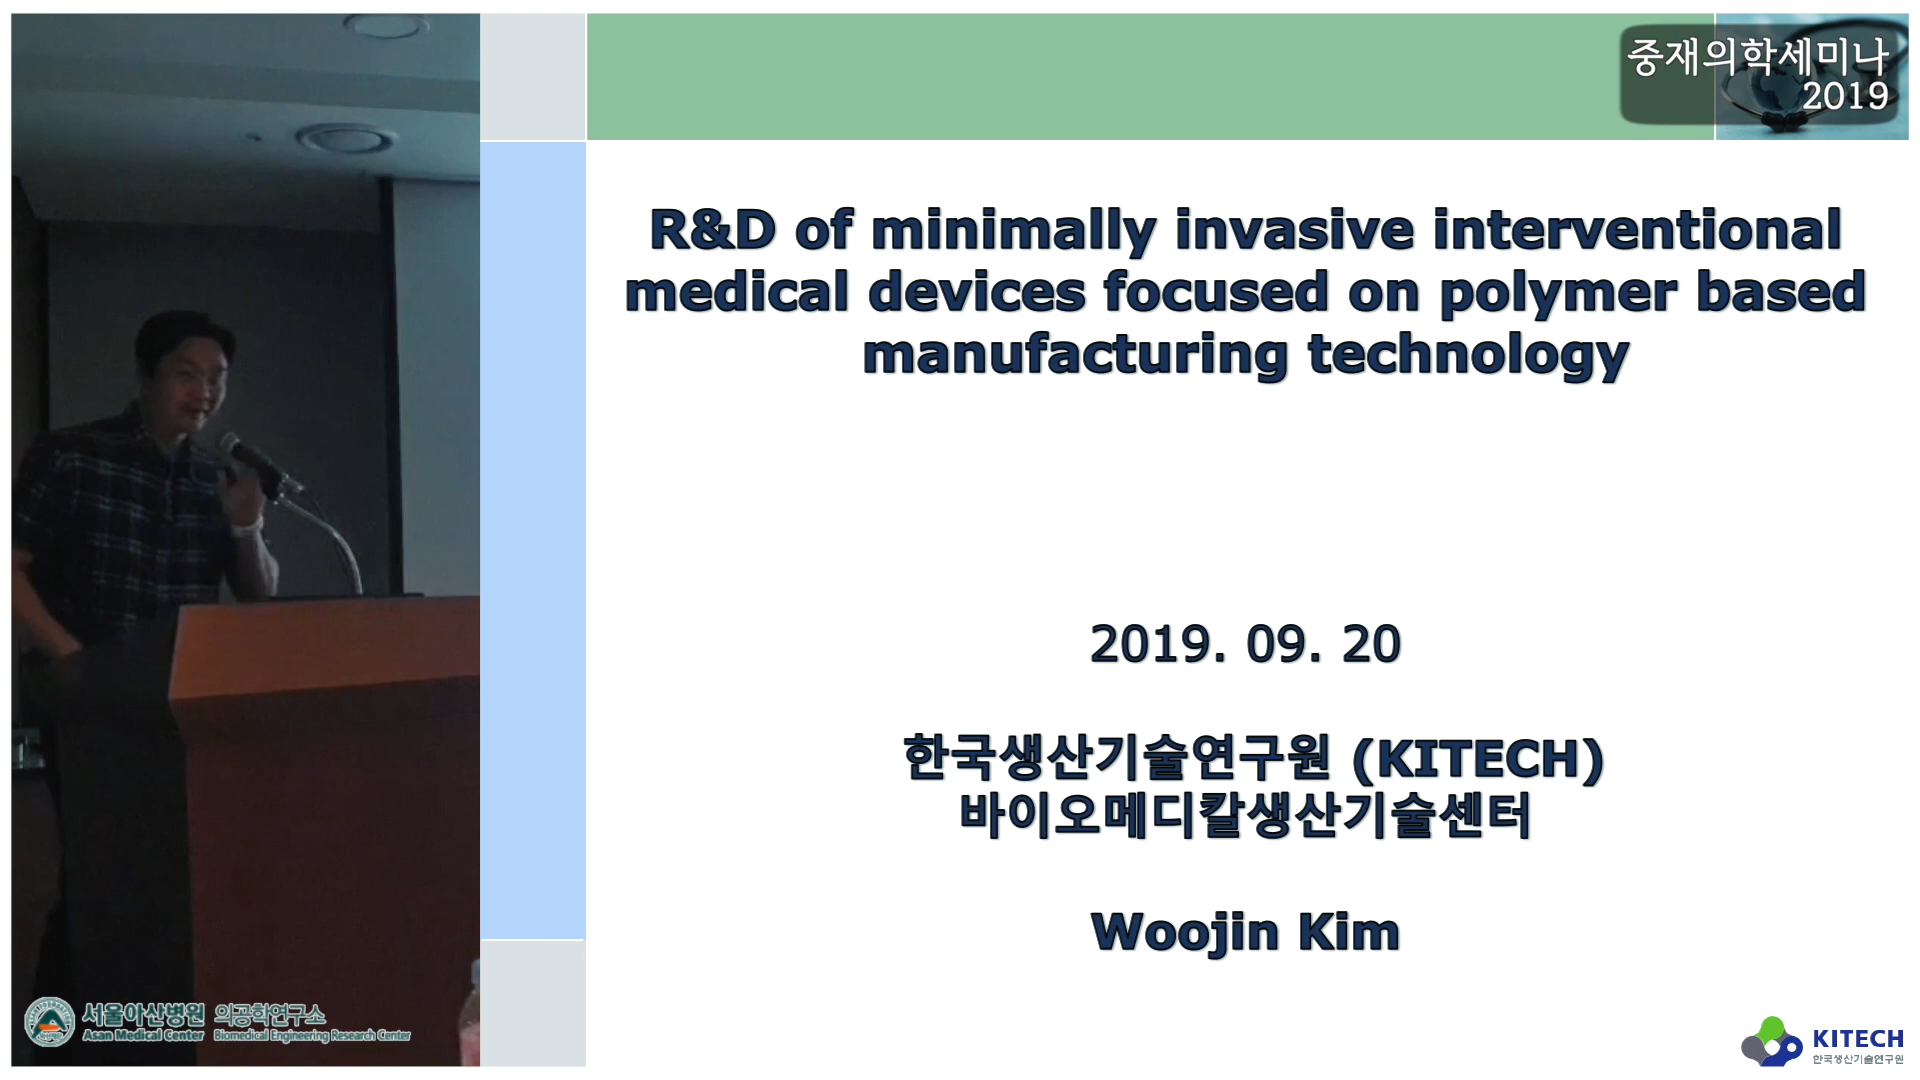 중재의학세미나
2019
R&D of minimally invasive interventional
medical devices focused on polymer based
manufacturing technology
2019. 09. 20
한국생산기술연구원 (KITECH)
바이오메디칼생산기술센터
Woojin Kim
서울아산병원 의공학연구소
Asan Medical Center Biomedical Engineering Research Center
KITECH
한국생산기술연구원